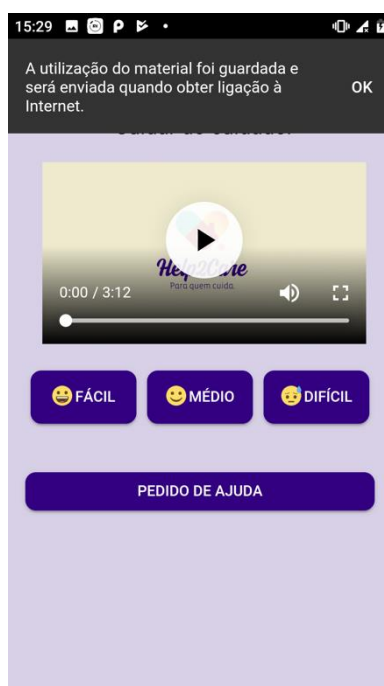 15:29
A utilização do material foi guardada e
será enviada quando obter ligação à
Internet.
OK
Help2Care
Para quem cuida.
0:00 / 3:12
FÁCIL
MÉDIO
DIFÍCIL
PEDIDO DE AJUDA